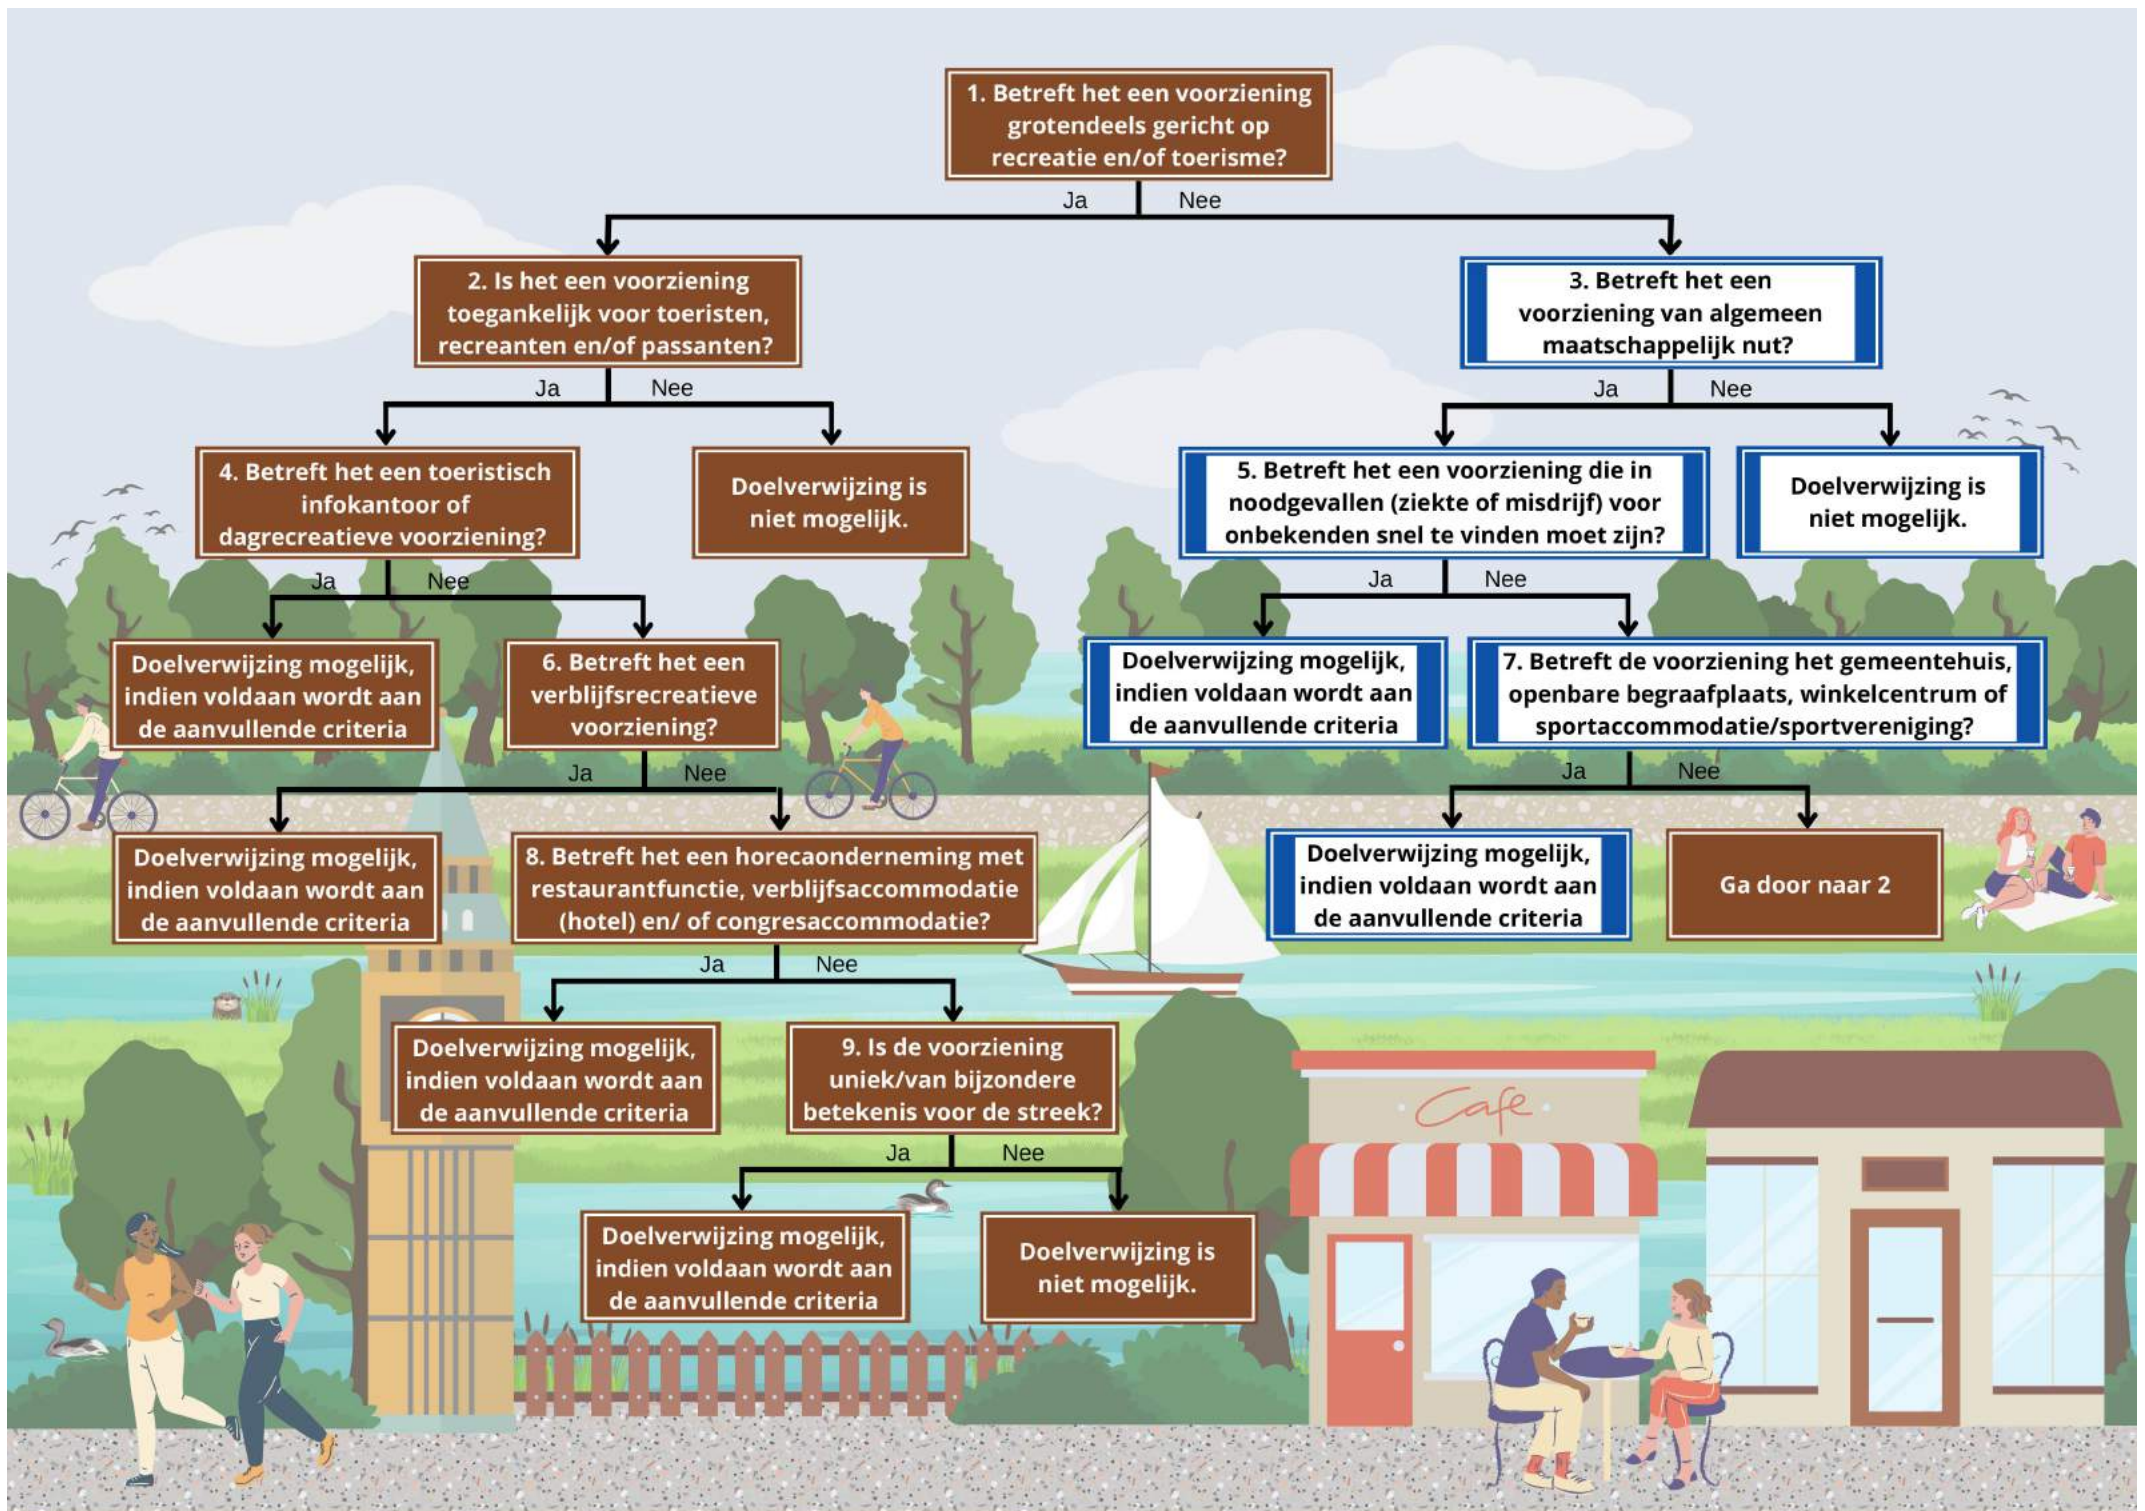 1. Betreft het een voorziening
grotendeels gericht op
recreatie en/of toerisme?
Ja
Nee
2. Is het een voorziening
toegankelijk voor toeristen,
recreanten en/of passanten?
3. Betreft het een
voorziening van algemeen
maatschappelijk nut?
Ja
Nee
Ja
Nee
4. Betreft het een toeristisch
infokantoor of
dagrecreatieve voorziening?
Doelverwijzing is
niet mogelijk.
5. Betreft het een voorziening die in
noodgevallen (ziekte of misdrijf) voor
onbekenden snel te vinden moet zijn?
Doelverwijzing is
niet mogelijk.
Ja
Nee
Ja
Nee
Doelverwijzing mogelijk,
indien voldaan wordt aan
de aanvullende criteria
6. Betreft het een
verblijfsrecreatieve
voorziening?
Doelverwijzing mogelijk,
indien voldaan wordt aan
de aanvullende criteria
7. Betreft de voorziening het gemeentehuis,
openbare begraafplaats, winkelcentrum of
sportaccommodatie/sportvereniging?
Ja
Nee
Ja
Nee
Doelverwijzing mogelijk,
indien voldaan wordt aan
de aanvullende criteria
8. Betreft het een horecaonderneming met
restaurantfunctie, verblijfsaccommodatie
(hotel) en/ of congresaccommodatie?
Doelverwijzing mogelijk,
indien voldaan wordt aan
de aanvullende criteria
Ga door naar 2
Ja
Nee
Doelverwijzing mogelijk,
indien voldaan wordt aan
de aanvullende criteria
9. Is de voorziening
uniek/van bijzondere
betekenis voor de streek?
Cafe
Ja
Nee
Doelverwijzing mogelijk,
indien voldaan wordt aan
de aanvullende criteria
Doelverwijzing is
niet mogelijk.